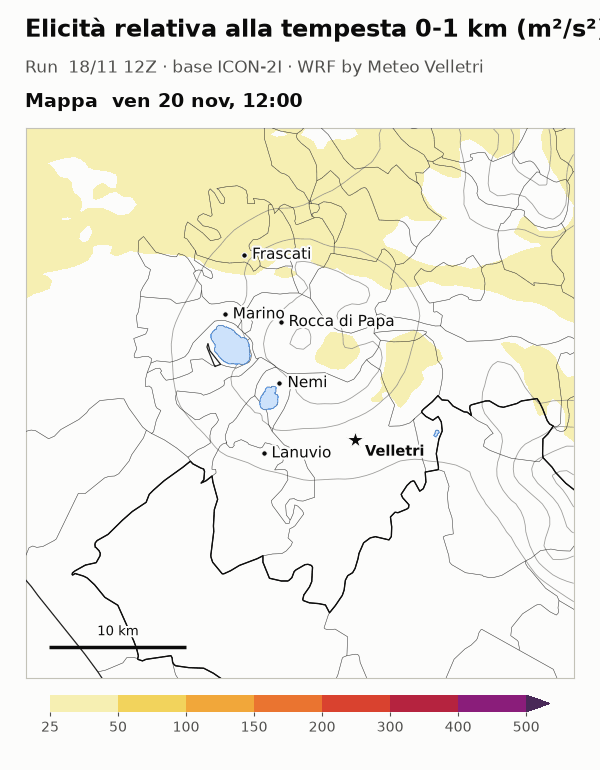 Elicità relativa alla tempesta 0-1 km (m²/s²)
Run  18/11 12Z · base ICON-2I · WRF by Meteo Velletri
Mappa  ven 20 nov, 12:00
Frascati
Marino
Rocca di Papa
Nemi
Velletri
Lanuvio
10 km
25 50 100 150 200 300 400 500